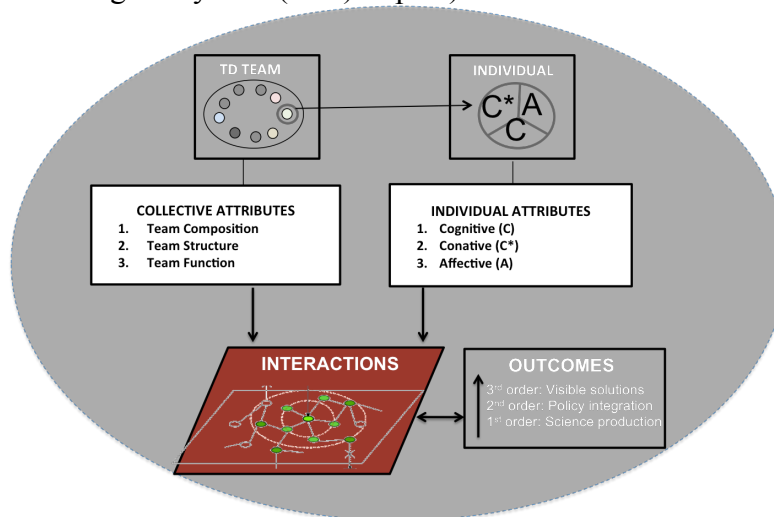 TD TEAM
INDIVIDUAL
C* A
C
COLLECTIVE ATTRIBUTES
1. Team Composition
2. Team Structure
3. Team Function
INDIVIDUAL ATTRIBUTES
1. Cognitive (C)
2. Conative (C*)
3. Affective (A)
INTERACTIONS
OUTCOMES
3rd order: Visible solutions
2nd order: Policy integration
1st order: Science production